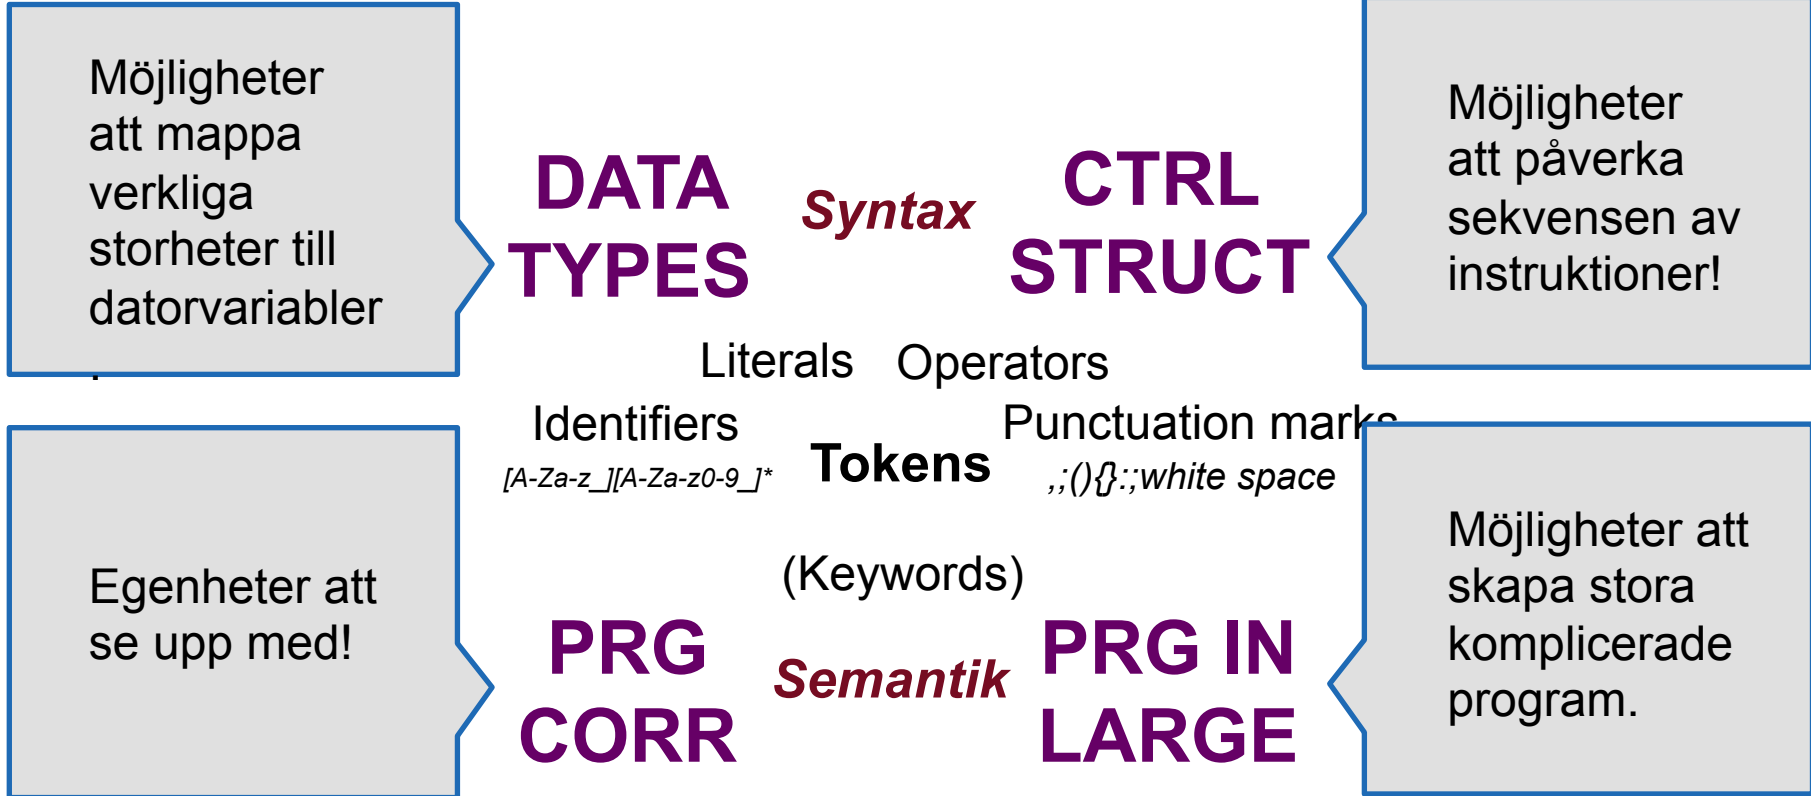 Möjligheter
att mappa
verkliga
storheter till
datorvariabler
.
DATA
TYPES
Syntax
CTRL
STRUCT
Möjligheter
att påverka
sekvensen av
instruktioner!
Literals Operators
Identifiers
[A-Za-z_][A-Za-z0-9_]*
Tokens
Punctuation marks
,;(){}:;white space
(Keywords)
Egenheter att
se upp med!
PRG
CORR
Semantik
PRG IN
LARGE
Möjligheter att
skapa stora
komplicerade
program.